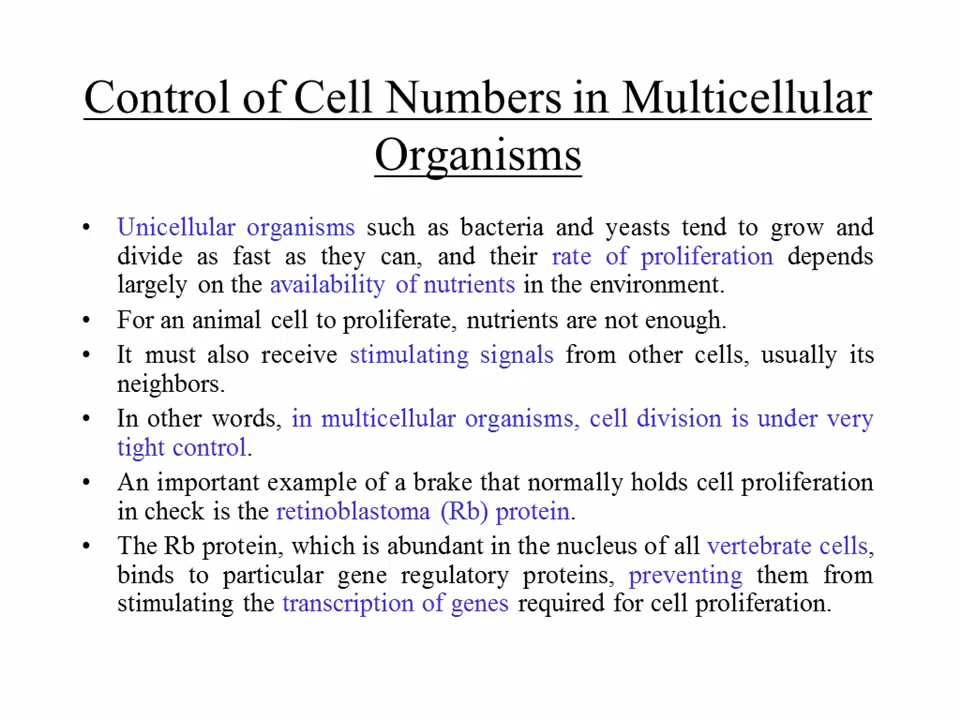 Control of Cell Numbers in Multicellular
Organisms
• Unicellular organisms such as bacteria and yeasts tend to grow and
divide as fast as they can, and their rate of proliferation depends
largely on the availability of nutrients in the environment.
• For an animal cell to proliferate, nutrients are not enough.
• It must also receive stimulating signals from other cells, usually its
neighbors.
• In other words, in multicellular organisms, cell division is under very
tight control.
• An important example of a brake that normally holds cell proliferation
in check is the retinoblastoma (Rb) protein.
• The Rb protein, which is abundant in the nucleus of all vertebrate cells,
binds to particular gene regulatory proteins, preventing them from
stimulating the transcription of genes required for cell proliferation.